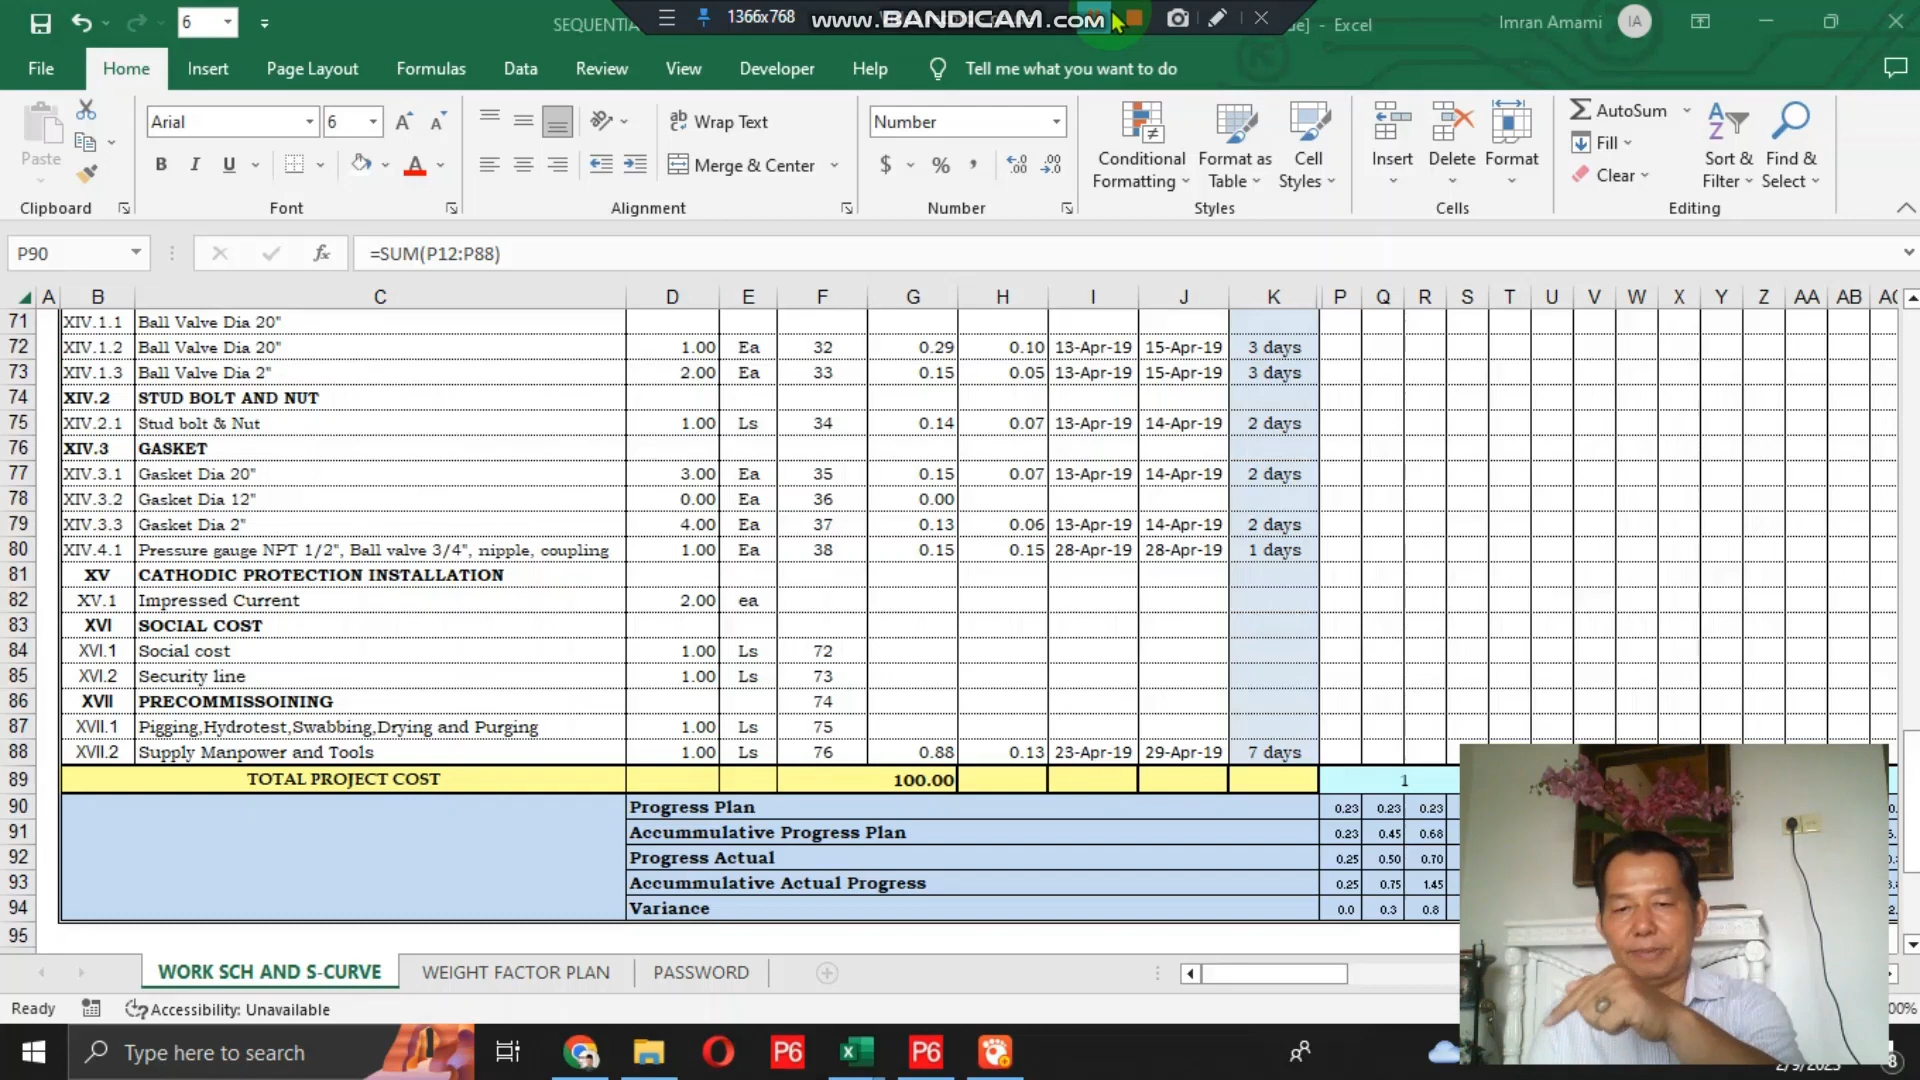 6
SEQUENTIA
1366x768
www.BANDICAM.com
e] - Excel
Imran Amami
IA
File
Home
Insert
Page Layout
Formulas
Data
Review
View
Developer
Help
Tell me what you want to do
Paste
Clipboard
Arial
6
B
I
U
Font
Wrap Text
Merge & Center
Alignment
Number
$
%
Number
Conditional
Formatting
Format as
Table
Cell
Styles
Styles
Insert
Delete
Format
Cells
AutoSum
Fill
Clear
Sort &
Filter
Find &
Select
Editing
P90
fx
=SUM(P12:P88)
A B C D E F G H I J K P Q R S T U V W X Y Z AA AB
71 XIV.1.1 Ball Valve Dia 20"
72 XIV.1.2 Ball Valve Dia 20" 1.00 Ea 32 0.29 0.10 13-Apr-19 15-Apr-19 3 days
73 XIV.1.3 Ball Valve Dia 2" 2.00 Ea 33 0.15 0.05 13-Apr-19 15-Apr-19 3 days
74 XIV.2 STUD BOLT AND NUT
75 XIV.2.1 Stud bolt & Nut 1.00 Ls 34 0.14 0.07 13-Apr-19 14-Apr-19 2 days
76 XIV.3 GASKET
77 XIV.3.1 Gasket Dia 20" 3.00 Ea 35 0.15 0.07 13-Apr-19 14-Apr-19 2 days
78 XIV.3.2 Gasket Dia 12" 0.00 Ea 36 0.00
79 XIV.3.3 Gasket Dia 2" 4.00 Ea 37 0.13 0.06 13-Apr-19 14-Apr-19 2 days
80 XIV.4.1 Pressure gauge NPT 1/2", Ball valve 3/4", nipple, coupling 1.00 Ea 38 0.15 0.15 28-Apr-19 28-Apr-19 1 days
81 XV CATHODIC PROTECTION INSTALLATION
82 XV.1 Impressed Current 2.00 ea
83 XVI SOCIAL COST
84 XVI.1 Social cost 1.00 Ls 72
85 XVI.2 Security line 1.00 Ls 73
86 XVII PRECOMMISSOINING 74
87 XVII.1 Pigging,Hydrotest,Swabbing,Drying and Purging 1.00 Ls 75
88 XVII.2 Supply Manpower and Tools 1.00 Ls 76 0.88 0.13 23-Apr-19 29-Apr-19 7 days
89 TOTAL PROJECT COST 100.00 1
90 Progress Plan 0.23 0.23 0.23
91 Accummulative Progress Plan 0.23 0.45 0.68
92 Progress Actual 0.25 0.50 0.70
93 Accummulative Actual Progress 0.25 0.75 1.45
94 Variance 0.0 0.3 0.8
95
WORK SCH AND S-CURVE
WEIGHT FACTOR PLAN
PASSWORD
Ready
Accessibility: Unavailable
Type here to search
P6
P6